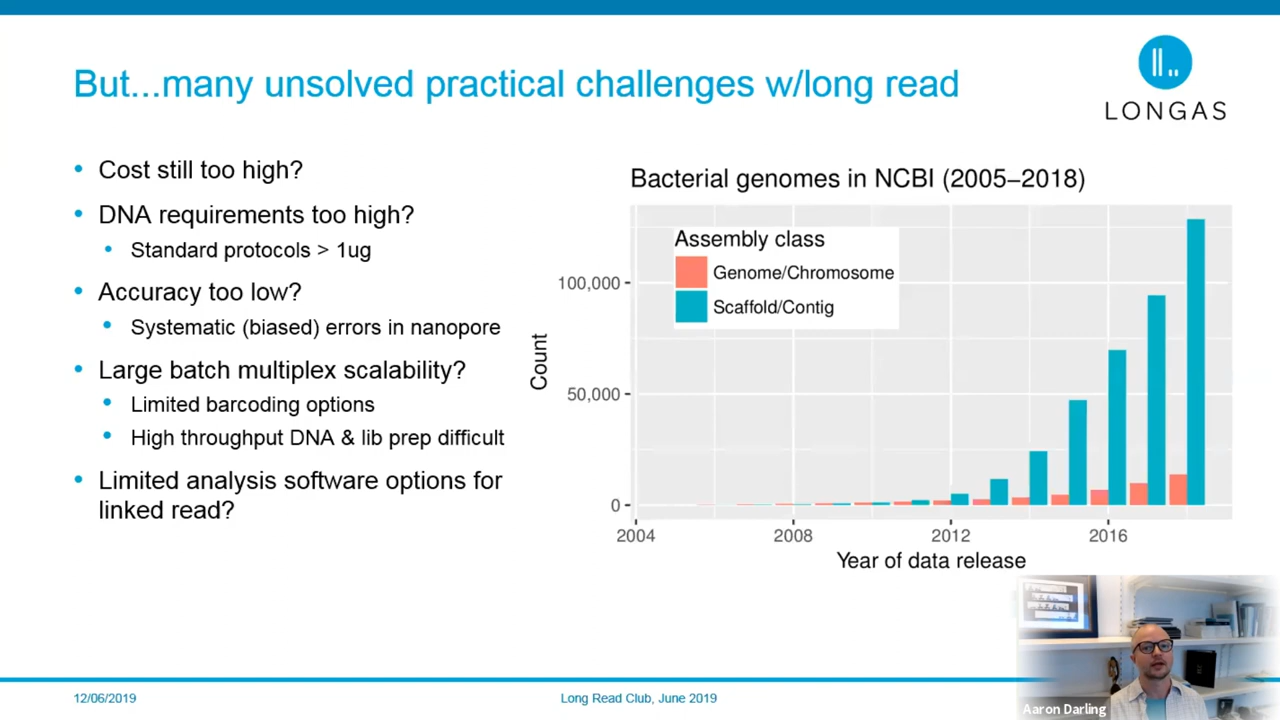 But...many unsolved practical challenges w/long read
LONGAS
• Cost still too high?
• DNA requirements too high?
• Standard protocols > 1ug
• Accuracy too low?
• Systematic (biased) errors in nanopore
• Large batch multiplex scalability?
• Limited barcoding options
• High throughput DNA & lib prep difficult
• Limited analysis software options for
linked read?
Bacterial genomes in NCBI (2005–2018)
Assembly class
Genome/Chromosome
Scaffold/Contig
Count
100,000
50,000
0
2004 2008 2012 2016
Year of data release
12/06/2019
Long Read Club, June 2019
Aaron Darling